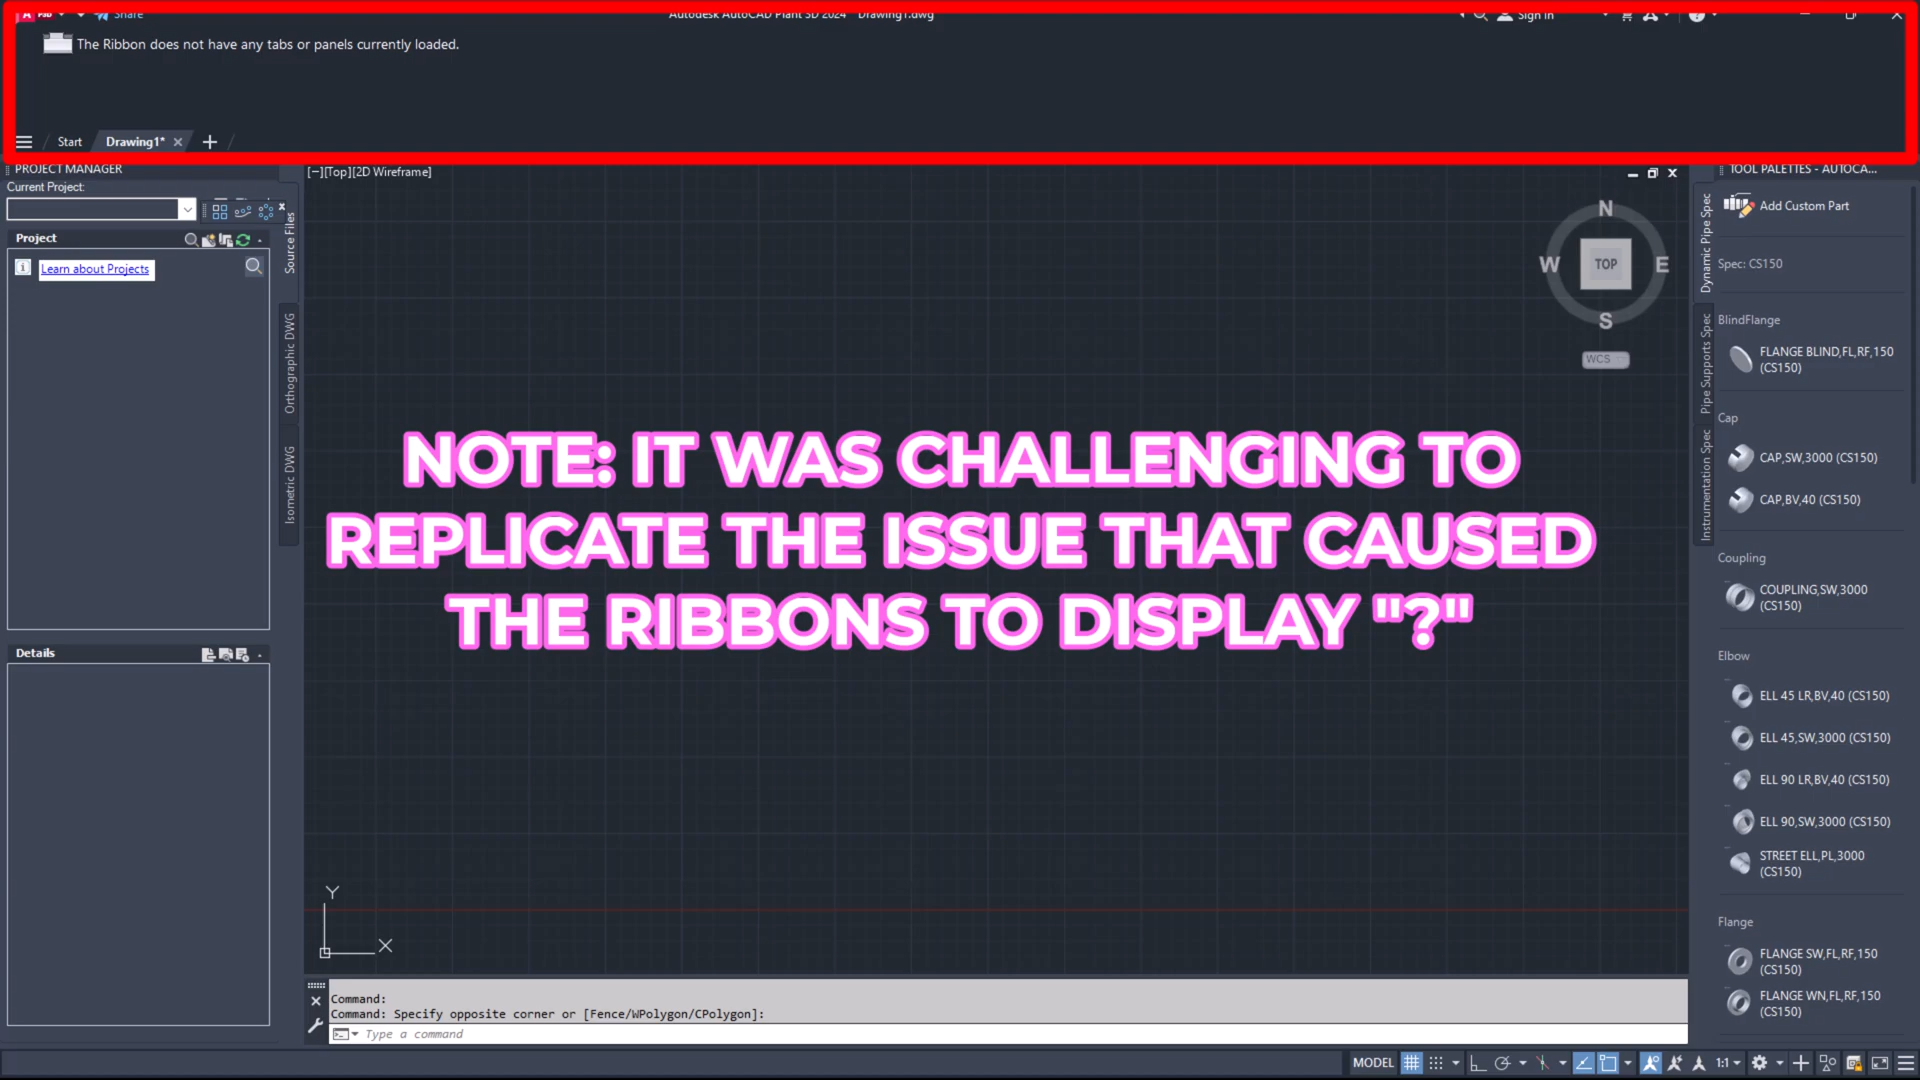 Share
Autodesk AutoCAD Plant 3D 2024 Drawing1.dwg
Sign In
The Ribbon does not have any tabs or panels currently loaded.
Start
Drawing1*
PROJECT MANAGER
Current Project:
Project
Learn about Projects
Source Files
Orthographic DWG
Isometric DWG
Details
[−][Top][2D Wireframe]
N
W
TOP
E
S
WCS
NOTE: IT WAS CHALLENGING TO
REPLICATE THE ISSUE THAT CAUSED
THE RIBBONS TO DISPLAY "?"
Y
X
Command:
Command: Specify opposite corner or [Fence/WPolygon/CPolygon]:
Type a command
TOOL PALETTES - AUTOCA...
Dynamic Pipe Spec
Pipe Supports Spec
Instrumentation Spec
Add Custom Part
Spec: CS150
BlindFlange
FLANGE BLIND,FL,RF,150
(CS150)
Cap
CAP,SW,3000 (CS150)
CAP,BV,40 (CS150)
Coupling
COUPLING,SW,3000
(CS150)
Elbow
ELL 45 LR,BV,40 (CS150)
ELL 45,SW,3000 (CS150)
ELL 90 LR,BV,40 (CS150)
ELL 90,SW,3000 (CS150)
STREET ELL,PL,3000
(CS150)
Flange
FLANGE SW,FL,RF,150
(CS150)
FLANGE WN,FL,RF,150
(CS150)
MODEL
1:1